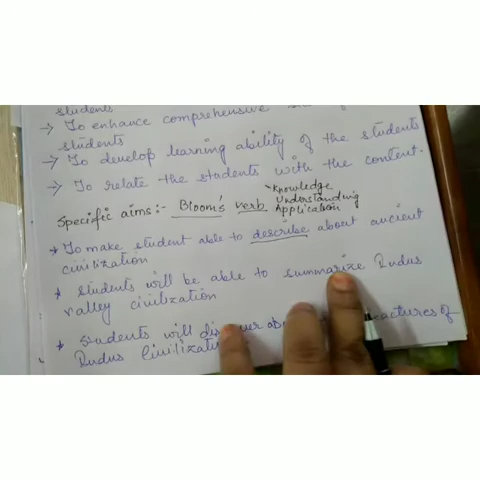 students
→ To enhance comprehensive
students
→ To develop learning ability of the students
→ To relate the students with the content.
Specific aims:- Bloom's verb Knowledge
Understanding
Application
→ To make student able to describe about ancient
civilization
* students will be able to summarize Indus
valley civilization
* students will discover
Indus Civilization